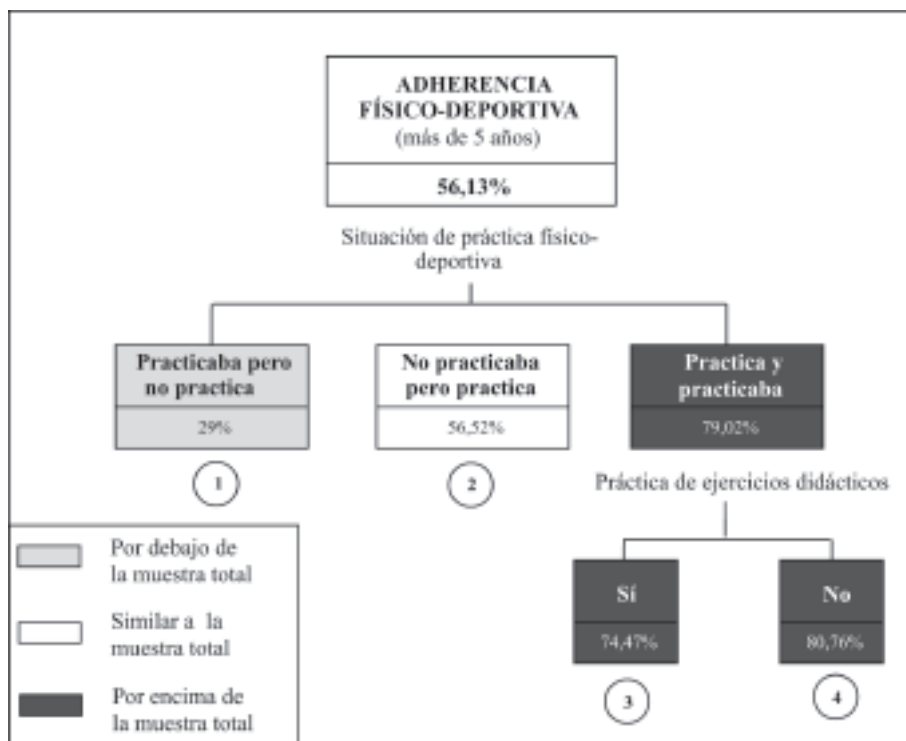 ADHERENCIA
FÍSICO-DEPORTIVA
(más de 5 años)
56,13%
Situación de práctica físico-
deportiva
Practicaba pero
no practica
29%
1
No practicaba
pero practica
56,52%
2
Practica y
practicaba
79,02%
Práctica de ejercicios didácticos
Sí
74,47%
3
No
80,76%
4
Por debajo de
la muestra total
Similar a la
muestra total
Por encima de
la muestra total